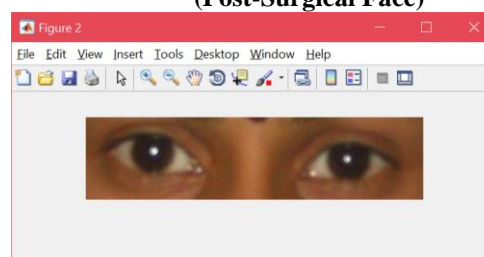 (Post-Surgical Face)
Figure 2
File Edit View Insert Tools Desktop Window Help